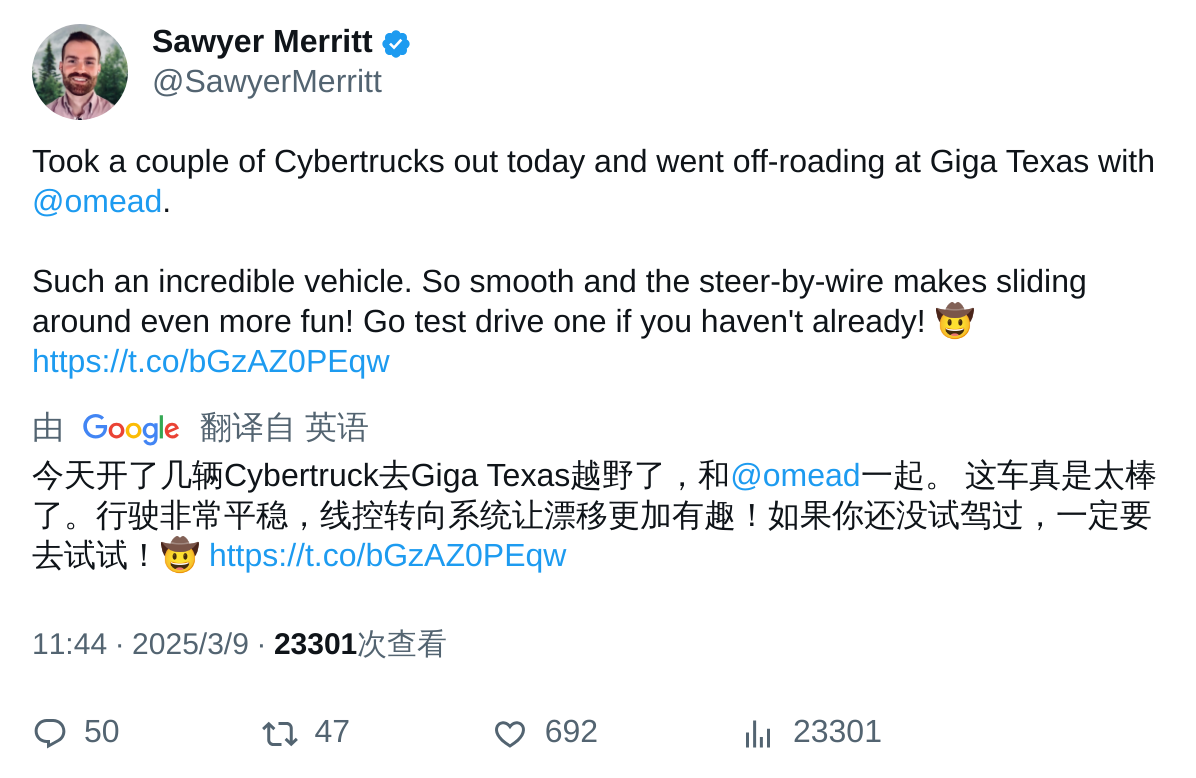 Sawyer Merritt
@SawyerMerritt
Took a couple of Cybertrucks out today and went off-roading at Giga Texas with
@omead.
Such an incredible vehicle. So smooth and the steer-by-wire makes sliding
around even more fun! Go test drive one if you haven't already! 🤠
https://t.co/bGzAZ0PEqw
由 Google 翻译自 英语
今天开了几辆Cybertruck去Giga Texas越野了，和@omead一起。 这车真是太棒
了。行驶非常平稳，线控转向系统让漂移更加有趣！如果你还没试驾过，一定要
去试试！🤠 https://t.co/bGzAZ0PEqw
11:44 · 2025/3/9 · 23301次查看
50 47 692 23301